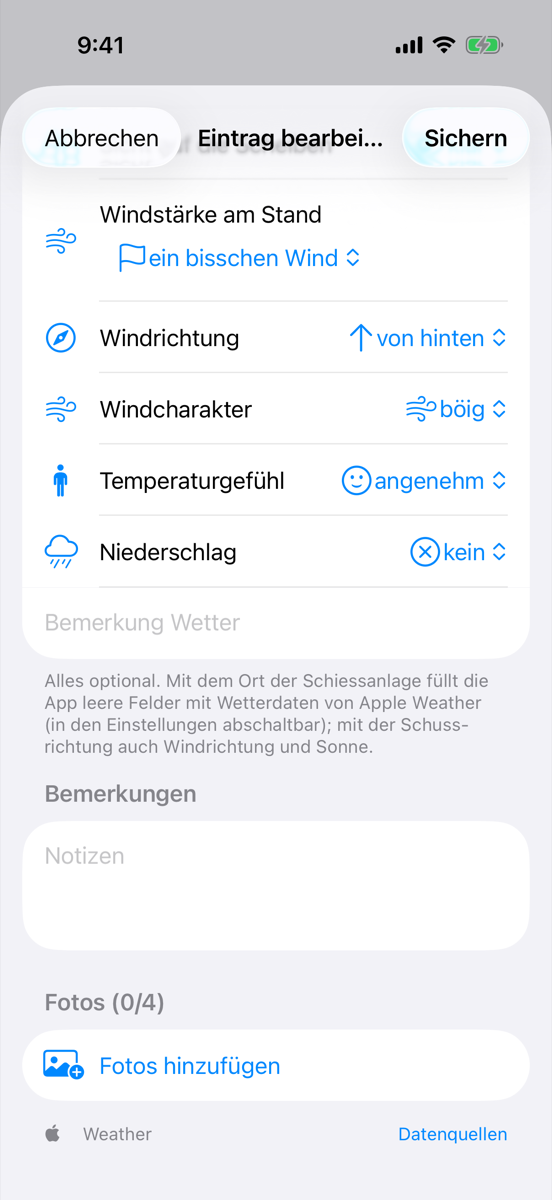 9:41
Abbrechen
Eintrag bearbei...
Sichern
Windstärke am Stand
ein bisschen Wind
Windrichtung
von hinten
Windcharakter
böig
Temperaturgefühl
angenehm
Niederschlag
kein
Bemerkung Wetter
Alles optional. Mit dem Ort der Schiessanlage füllt die
App leere Felder mit Wetterdaten von Apple Weather
(in den Einstellungen abschaltbar); mit der Schuss-
richtung auch Windrichtung und Sonne.
Bemerkungen
Notizen
Fotos (0/4)
Fotos hinzufügen
Weather
Datenquellen